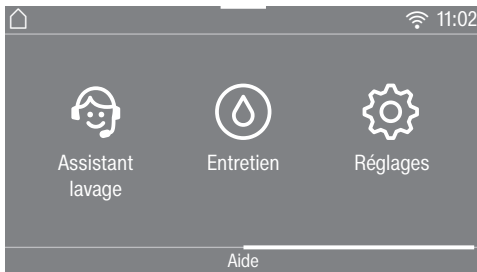 11:02
Assistant
lavage
Entretien
Réglages
Aide